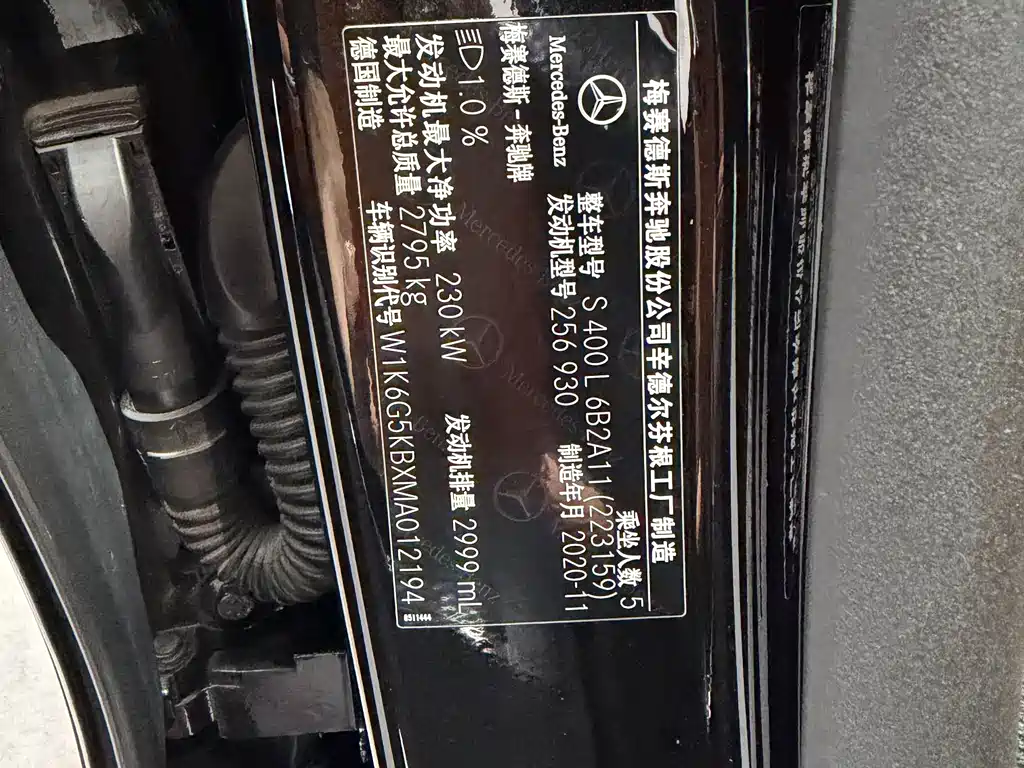 梅赛德斯奔驰股份公司辛德尔芬根工厂制造
乘坐人数 5
Mercedes-Benz
整车型号 S 400 L 6B2A11 (223159)
发动机型号 256 930
制造年月 2020-11
梅赛德斯-奔驰牌
1.0 %
发动机最大净功率 230 kW
发动机排量 2999 mL
最大允许总质量 2795 kg
德国制造
车辆识别代号 W1K6G5KBXMA012194
8511444